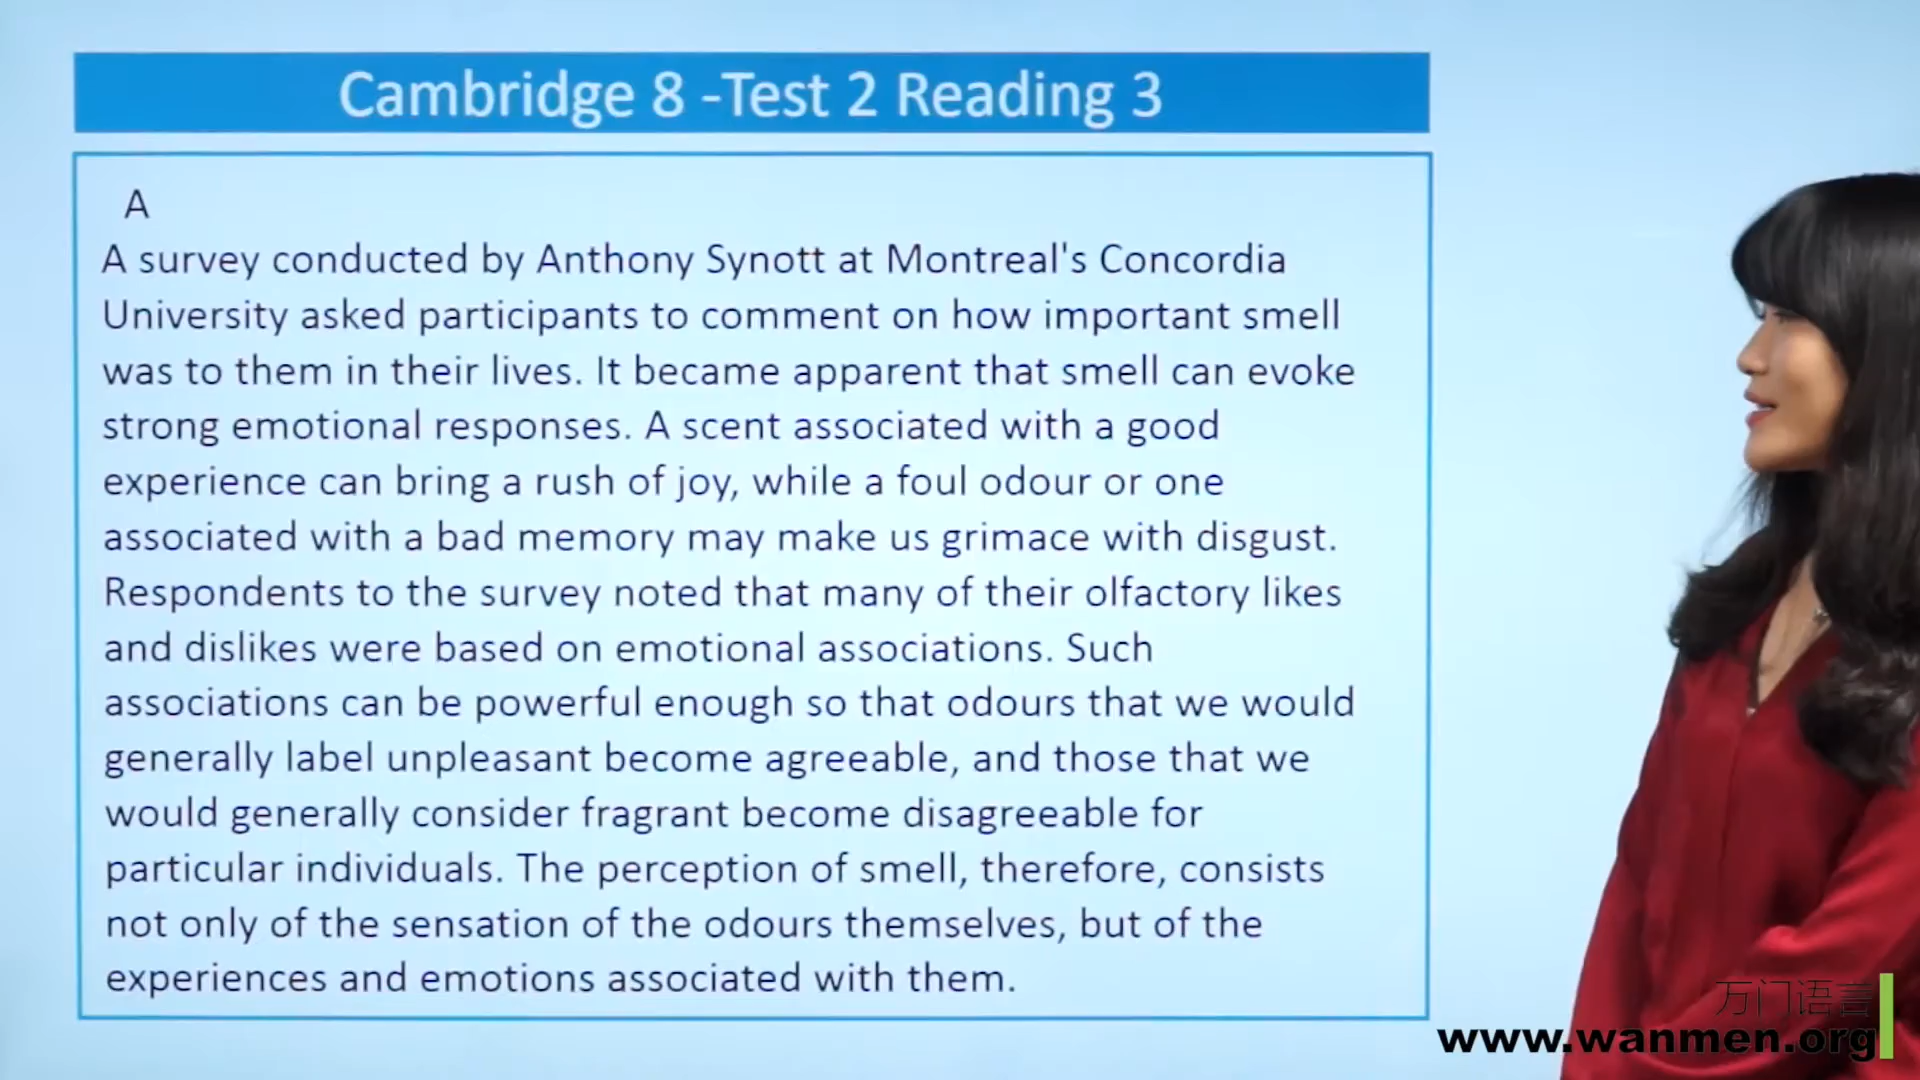 Cambridge 8 -Test 2 Reading 3
A
A survey conducted by Anthony Synott at Montreal's Concordia
University asked participants to comment on how important smell
was to them in their lives. It became apparent that smell can evoke
strong emotional responses. A scent associated with a good
experience can bring a rush of joy, while a foul odour or one
associated with a bad memory may make us grimace with disgust.
Respondents to the survey noted that many of their olfactory likes
and dislikes were based on emotional associations. Such
associations can be powerful enough so that odours that we would
generally label unpleasant become agreeable, and those that we
would generally consider fragrant become disagreeable for
particular individuals. The perception of smell, therefore, consists
not only of the sensation of the odours themselves, but of the
experiences and emotions associated with them.
万门语言
www.wanmen.org